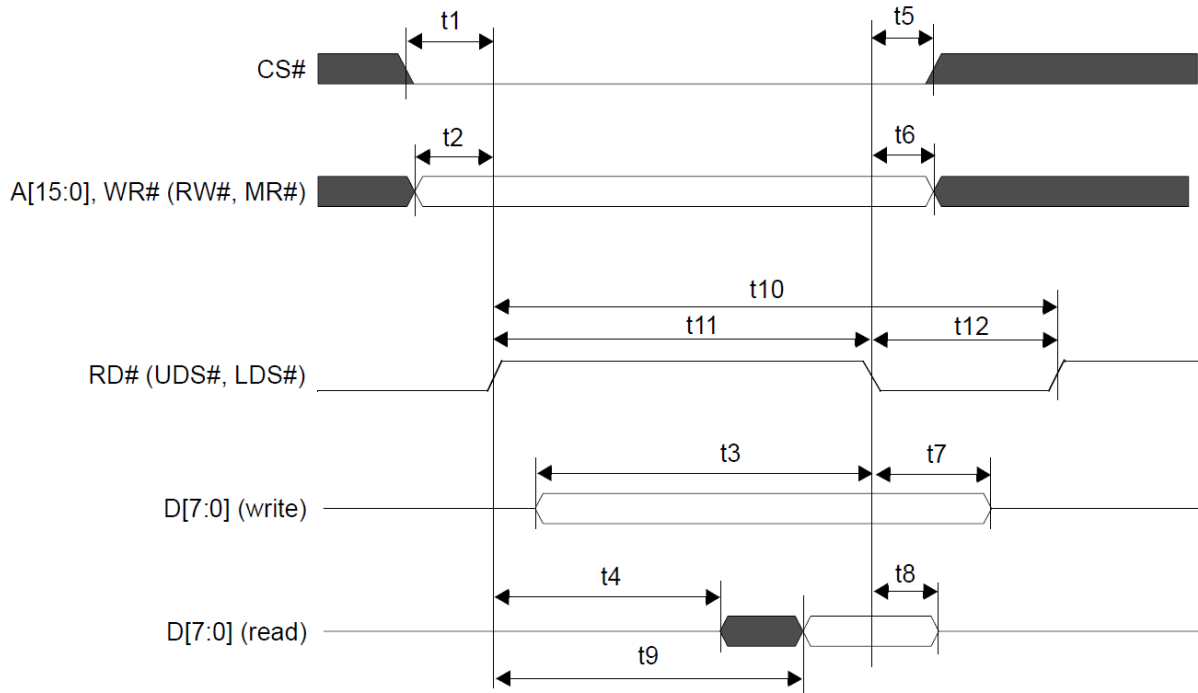 t1 t5
CS#
t2 t6
A[15:0], WR# (RW#, MR#)
t10
t11 t12
RD# (UDS#, LDS#)
t3 t7
D[7:0] (write)
t4 t8
D[7:0] (read)
t9